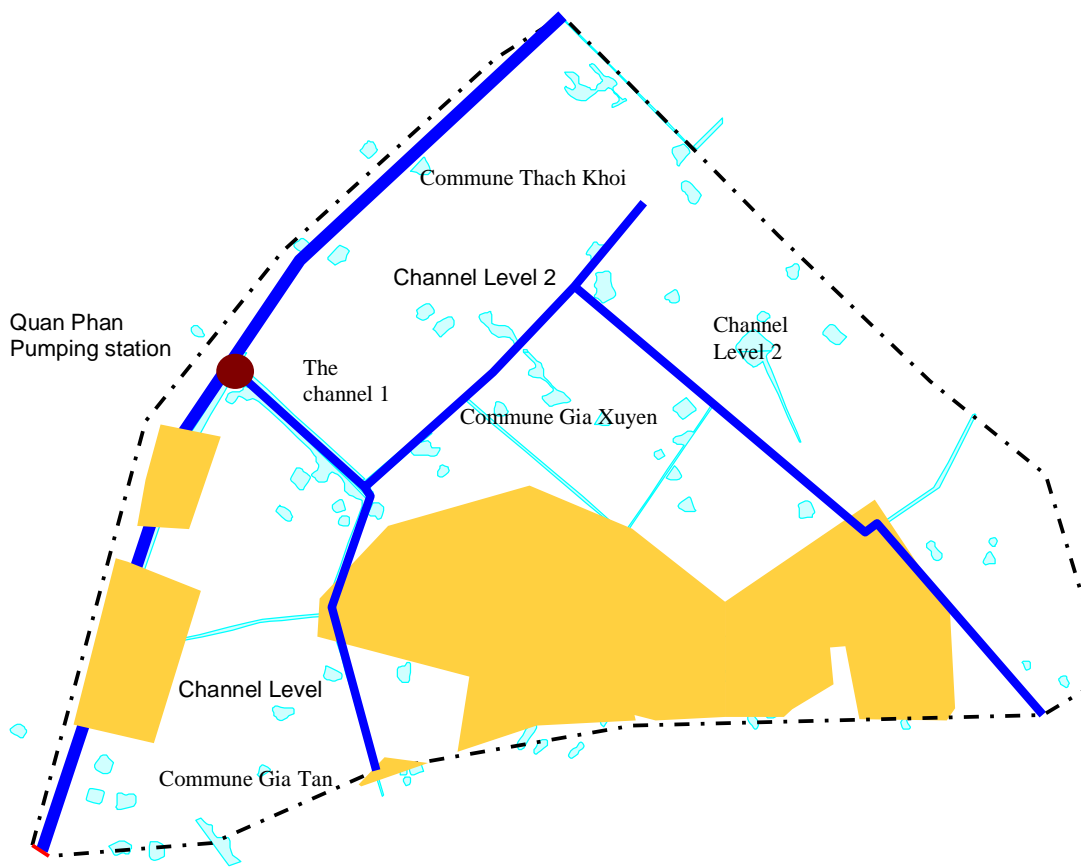 Commune Thach Khoi
Channel Level 2
Quan Phan
Pumping station
Channel
Level 2
The
channel 1
Commune Gia Xuyen
Channel Level
Commune Gia Tan